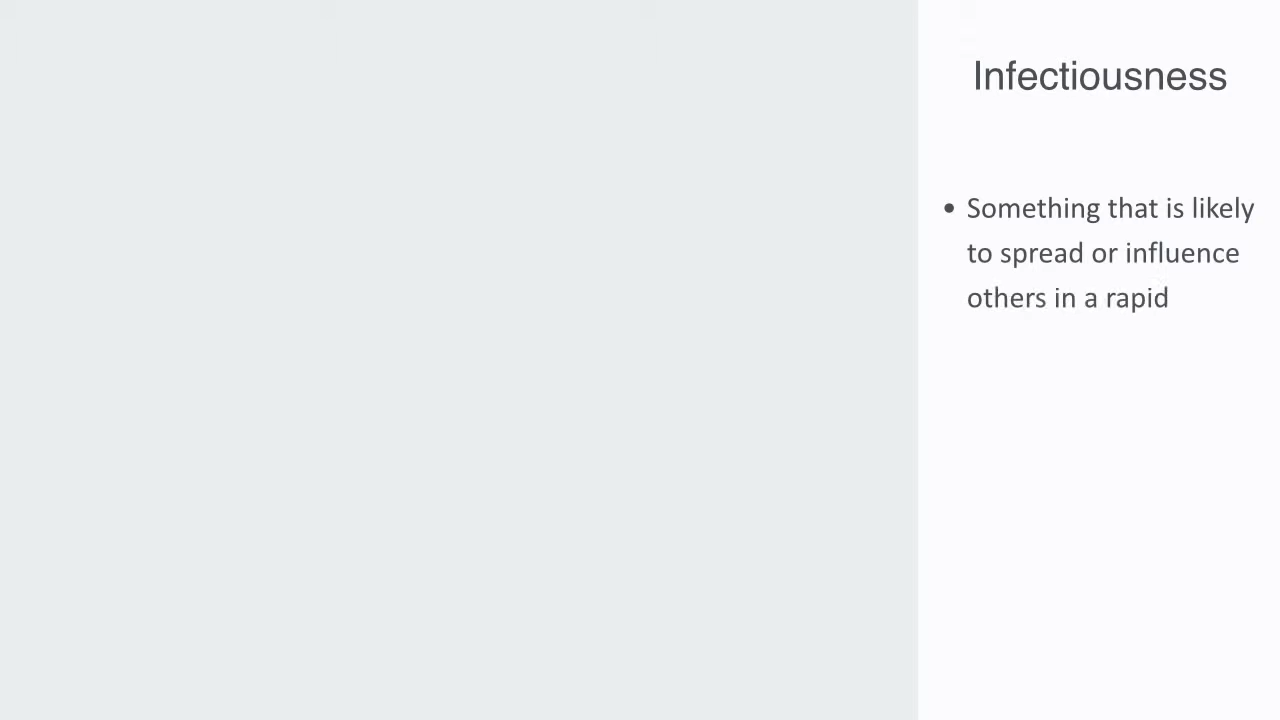 Infectiousness
• Something that is likely
to spread or influence
others in a rapid